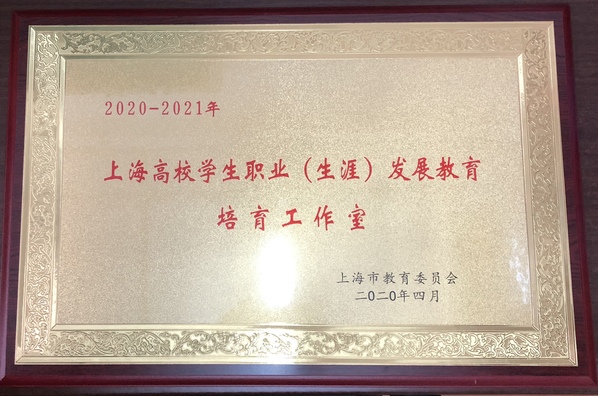 2020-2021年
上海高校学生职业（生涯）发展教育
培育工作室
上海市教育委员会
二0二0年四月